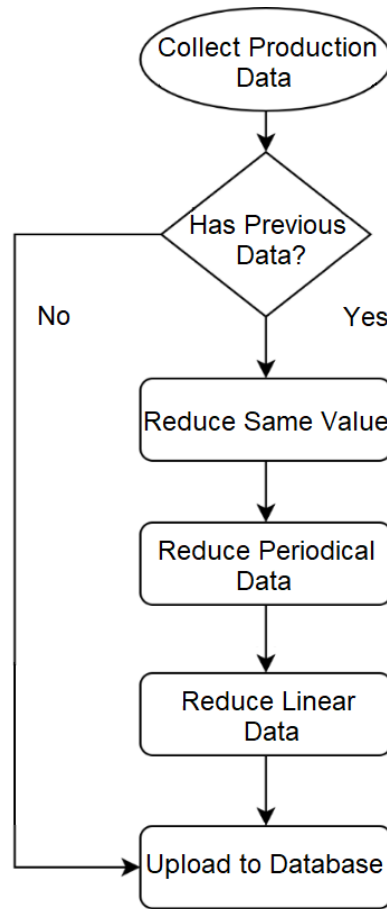 Collect Production
Data
Has Previous
Data?
No
Yes
Reduce Same Value
Reduce Periodical
Data
Reduce Linear
Data
Upload to Database